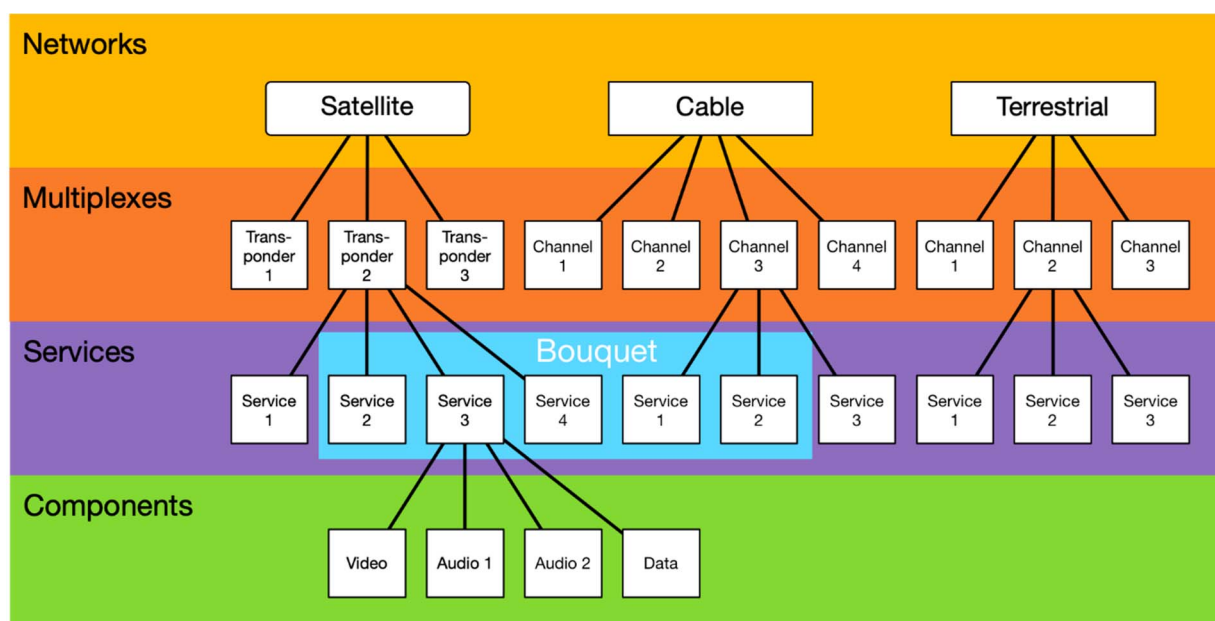 Networks
Satellite
Cable
Terrestrial
Multiplexes
Trans-
ponder
1
Trans-
ponder
2
Trans-
ponder
3
Channel
1
Channel
2
Channel
3
Channel
4
Channel
1
Channel
2
Channel
3
Services
Bouquet
Service
1
Service
2
Service
3
Service
4
Service
1
Service
2
Service
3
Service
1
Service
2
Service
3
Components
Video
Audio 1
Audio 2
Data